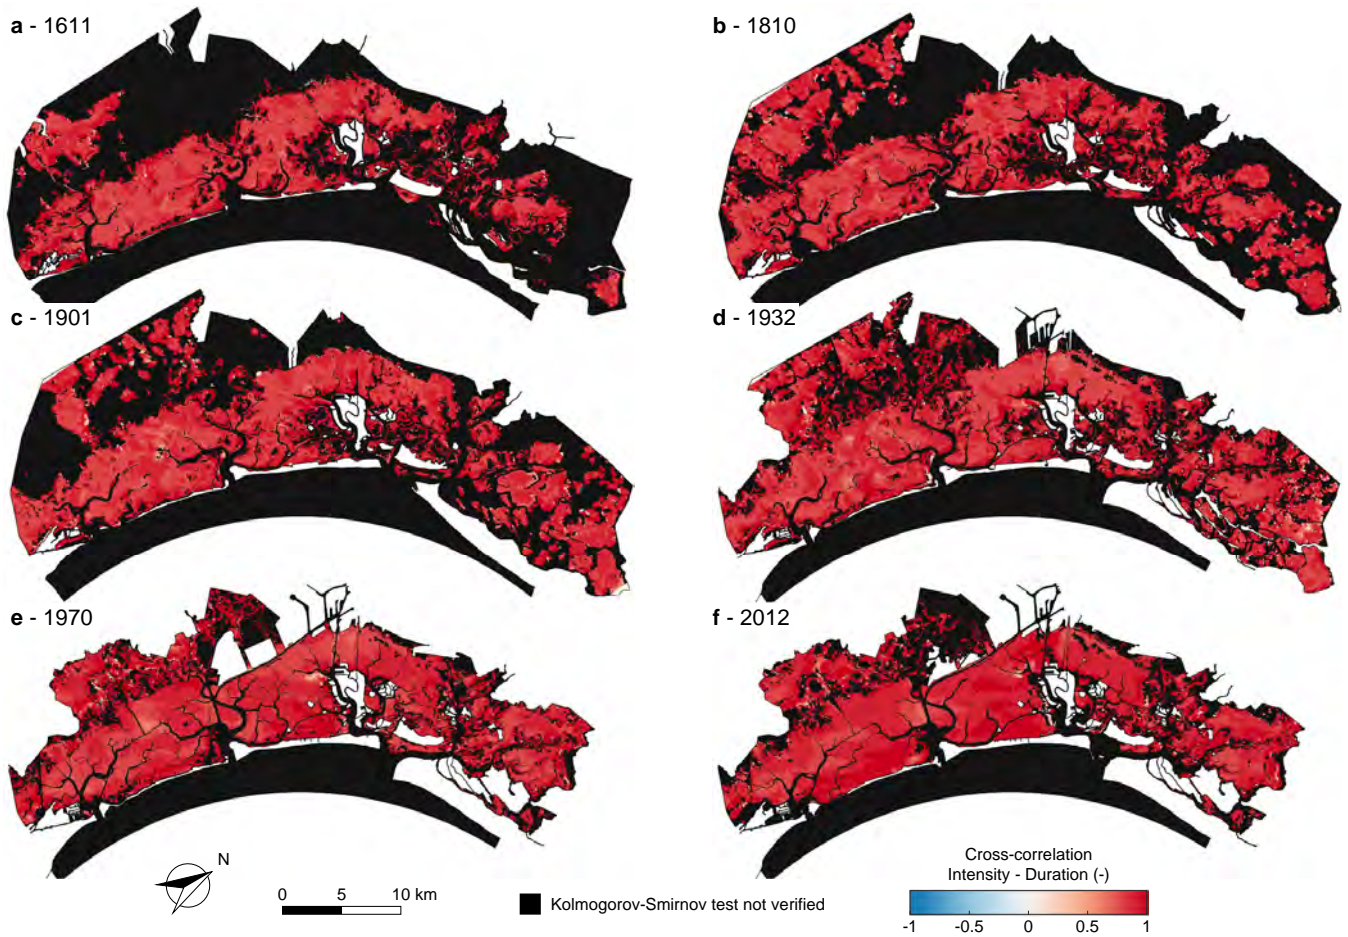 a - 1611
b - 1810
c - 1901
d - 1932
e - 1970
f - 2012
N
0 5 10 km
Kolmogorov-Smirnov test not verified
Cross-correlation
Intensity - Duration (-)
-1 -0.5 0 0.5 1